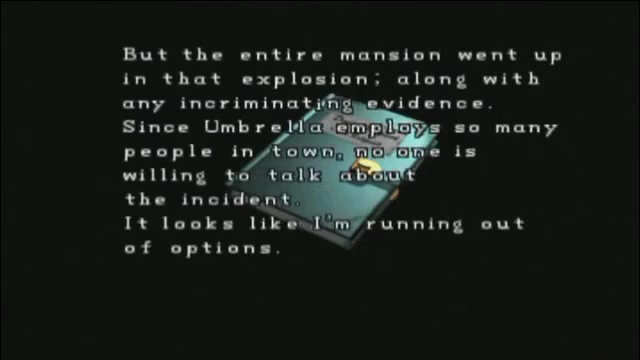 But the entire mansion went up
in that explosion; along with
any incriminating evidence.
Since Umbrella employs so many
people in town, no one is
willing to talk about
the incident.
It looks like I'm running out
of options.